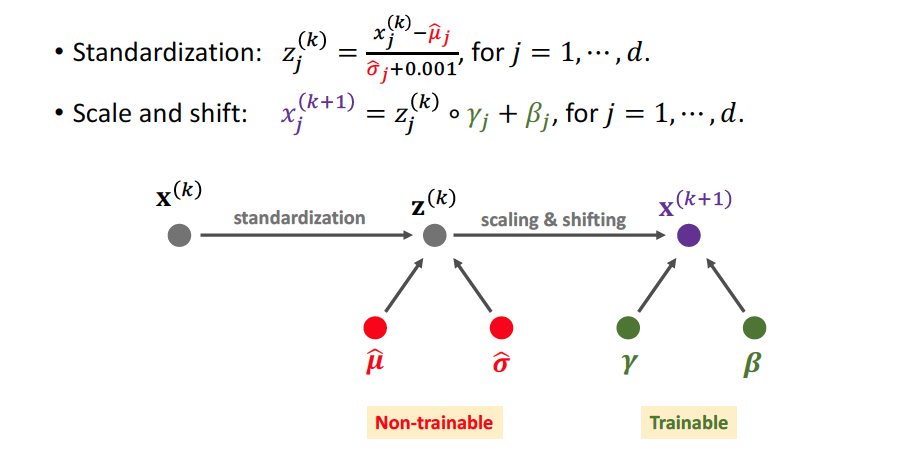 • Standardization: z_j^(k) = (x_j^(k) − μ̂_j) / (σ̂_j + 0.001), for j = 1, ⋯, d.
• Scale and shift: x_j^(k+1) = z_j^(k) ∘ γ_j + β_j, for j = 1, ⋯, d.
x^(k) z^(k) x^(k+1)
standardization scaling & shifting
μ̂ σ̂ γ β
Non-trainable Trainable